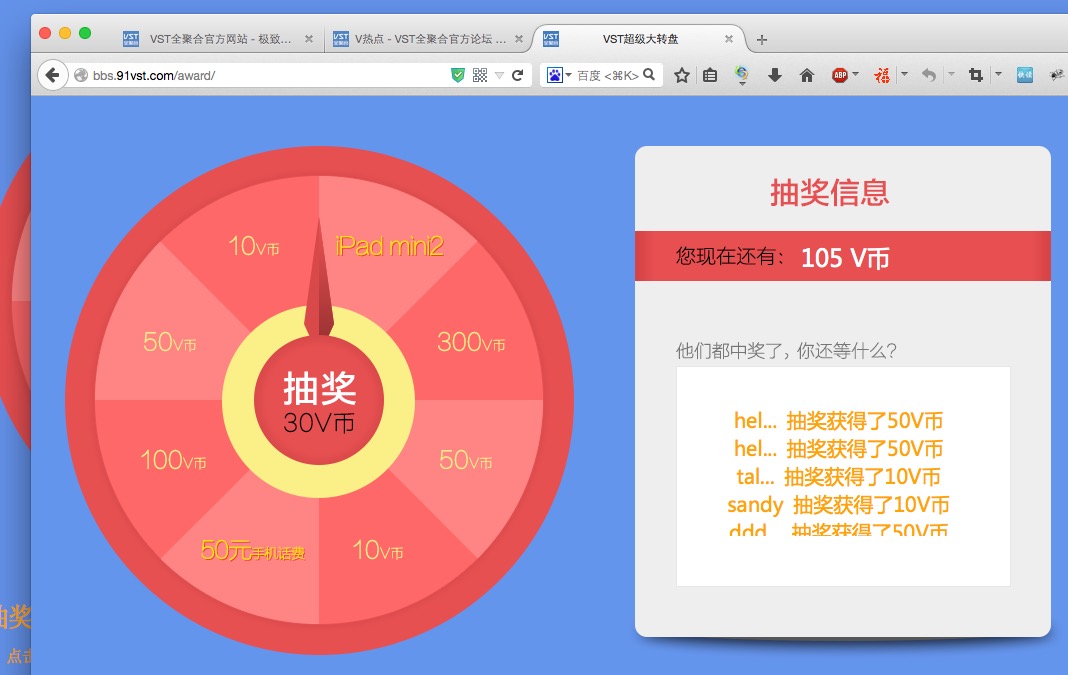 VST全聚合官方网站 - 极致...
V热点 - VST全聚合官方论坛 ...
VST超级大转盘
bbs.91vst.com/award/
百度 <⌘K>
ABP
抽奖信息
您现在还有： 105 V币
他们都中奖了, 你还等什么?
hel... 抽奖获得了50V币
hel... 抽奖获得了50V币
tal... 抽奖获得了10V币
sandy 抽奖获得了10V币
ddd... 抽奖获得了50V币
10V币
iPad mini2
50V币
300V币
抽奖
30V币
100V币
50V币
50元手机话费
10V币
抽奖
点击